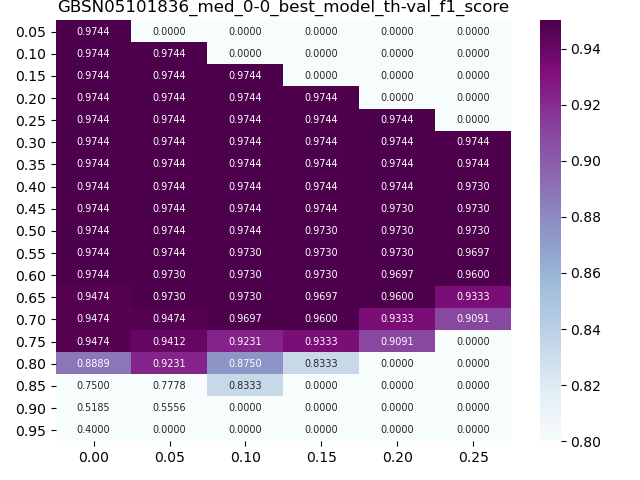 GBSN05101836_med_0-0_best_model_th-val_f1_score
0.05 0.9744 0.0000 0.0000 0.0000 0.0000 0.0000
0.10 0.9744 0.9744 0.0000 0.0000 0.0000 0.0000
0.15 0.9744 0.9744 0.9744 0.0000 0.0000 0.0000
0.20 0.9744 0.9744 0.9744 0.9744 0.0000 0.0000
0.25 0.9744 0.9744 0.9744 0.9744 0.9744 0.0000
0.30 0.9744 0.9744 0.9744 0.9744 0.9744 0.9744
0.35 0.9744 0.9744 0.9744 0.9744 0.9744 0.9744
0.40 0.9744 0.9744 0.9744 0.9744 0.9744 0.9730
0.45 0.9744 0.9744 0.9744 0.9744 0.9730 0.9730
0.50 0.9744 0.9744 0.9744 0.9730 0.9730 0.9730
0.55 0.9744 0.9744 0.9730 0.9730 0.9730 0.9697
0.60 0.9744 0.9730 0.9730 0.9730 0.9697 0.9600
0.65 0.9474 0.9730 0.9730 0.9697 0.9600 0.9333
0.70 0.9474 0.9474 0.9697 0.9600 0.9333 0.9091
0.75 0.9474 0.9412 0.9231 0.9333 0.9091 0.0000
0.80 0.8889 0.9231 0.8750 0.8333 0.0000 0.0000
0.85 0.7500 0.7778 0.8333 0.0000 0.0000 0.0000
0.90 0.5185 0.5556 0.0000 0.0000 0.0000 0.0000
0.95 0.4000 0.0000 0.0000 0.0000 0.0000 0.0000
0.00 0.05 0.10 0.15 0.20 0.25
0.94
0.92
0.90
0.88
0.86
0.84
0.82
0.80